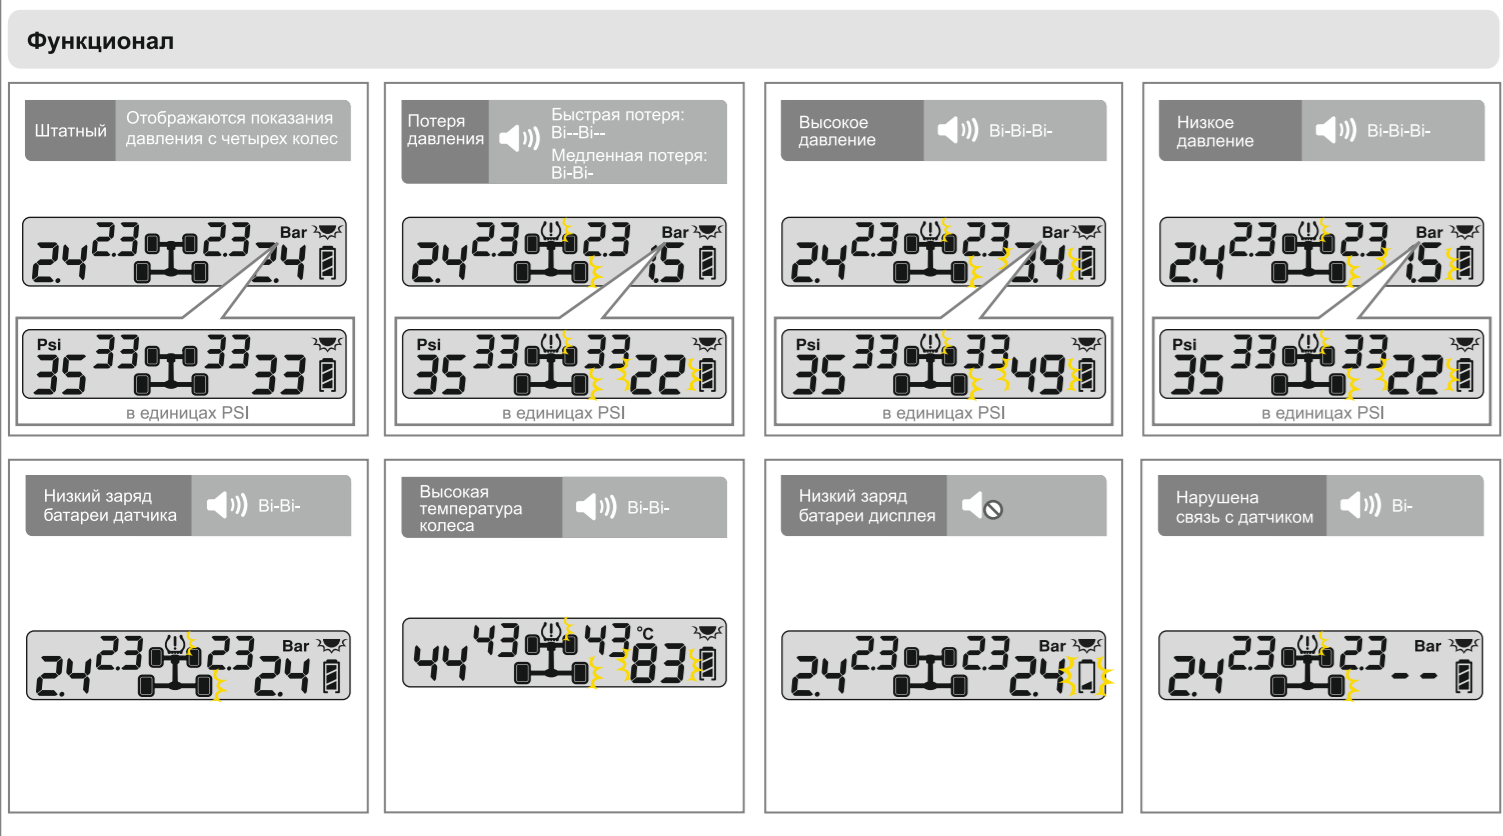 Функционал
Штатный
Отображаются показания
давления с четырех колес
2.4 2.3 2.3 Bar 2.4
Psi
35 33 33 33
в единицах PSI
Потеря
давления
Быстрая потеря:
Bi--Bi--
Медленная потеря:
Bi-Bi-
2.4 2.3 2.3 Bar 1.5
Psi
35 33 33 22
в единицах PSI
Высокое
давление
Bi-Bi-Bi-
2.4 2.3 2.3 Bar 3.4
Psi
35 33 33 49
в единицах PSI
Низкое
давление
Bi-Bi-Bi-
2.4 2.3 2.3 Bar 1.5
Psi
35 33 33 22
в единицах PSI
Низкий заряд
батареи датчика
Bi-Bi-
2.4 2.3 2.3 Bar 2.4
Высокая
температура
колеса
Bi-Bi-
44 43 43 °C 83
Низкий заряд
батареи дисплея
2.4 2.3 2.3 Bar 2.4
Нарушена
связь с датчиком
Bi-
2.4 2.3 2.3 Bar - -